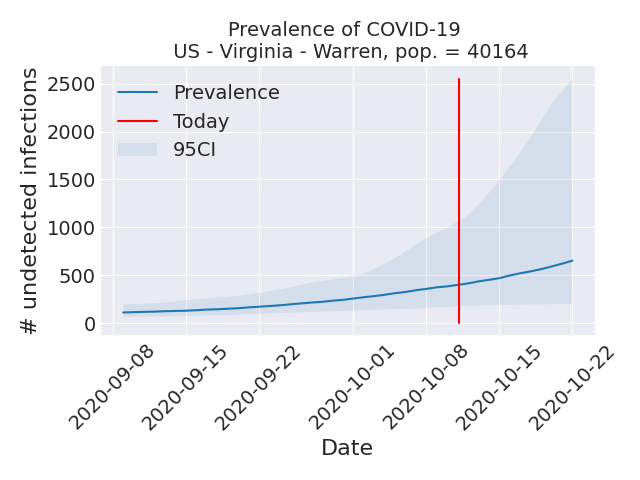 Prevalence of COVID-19
US - Virginia - Warren, pop. = 40164
# undetected infections
2500
2000
1500
1000
500
0
Prevalence
Today
95CI
2020-09-08
2020-09-15
2020-09-22
2020-10-01
2020-10-08
2020-10-15
2020-10-22
Date